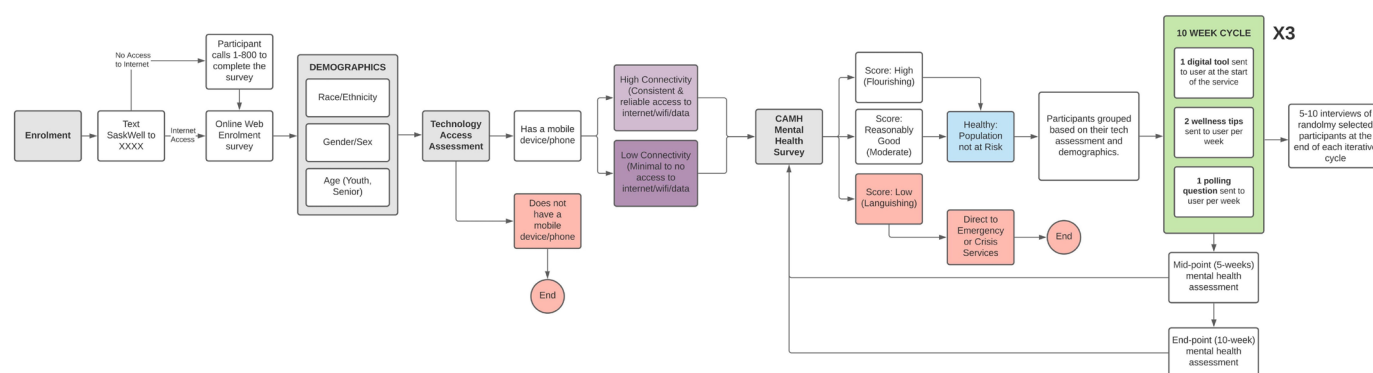 Enrolment
No Access
to Internet
Text
SaskWell to
XXXX
Internet
Access
Participant
calls 1-800 to
complete the
survey
Online Web
Enrolment
survey
DEMOGRAPHICS
Race/Ethnicity
Gender/Sex
Age (Youth,
Senior)
Technology
Access
Assessment
Has a mobile
device/phone
Does not
have a
mobile
device/phone
End
High Connectivity
(Consistent &
reliable access to
internet/wifi/data
Low Connectivity
(Minimal to no
access to
internet/wifi/data
CAMH
Mental
Health
Survey
Score: High
(Flourishing)
Score:
Reasonably
Good
(Moderate)
Score: Low
(Languishing)
Healthy:
Population
not at Risk
Direct to
Emergency
or Crisis
Services
End
Participants grouped
based on their tech
assessment and
demographics.
10 WEEK CYCLE
X3
1 digital tool sent
to user at the start
of the service
2 wellness tips
sent to user per
week
1 polling
question sent to
user per week
Mid-point (5-weeks)
mental health
assessment
End-point (10-week)
mental health
assessment
5-10 interviews of
randolmy selected
participants at the
end of each iterative
cycle